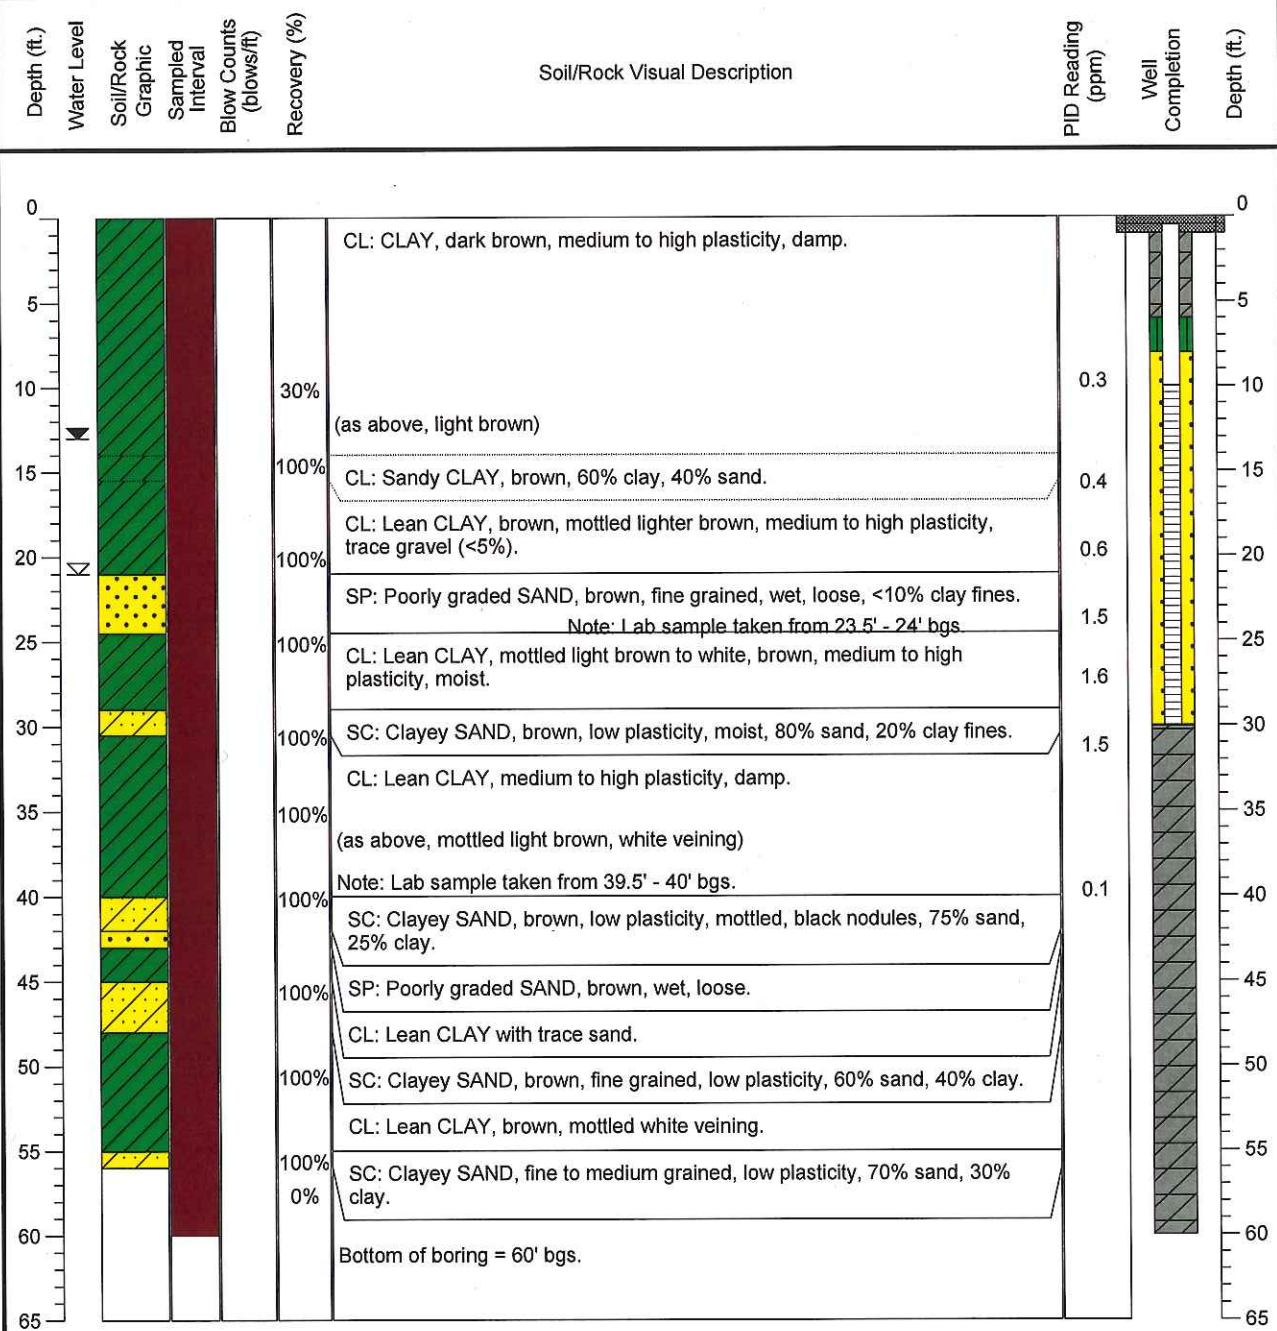 Depth (ft.)
Water Level
Soil/Rock
Graphic
Sampled
Interval
Blow Counts
(blows/ft)
Recovery (%)
Soil/Rock Visual Description
PID Reading
(ppm)
Well
Completion
Depth (ft.)
0
0
CL: CLAY, dark brown, medium to high plasticity, damp.
5
5
10
30%
0.3
10
(as above, light brown)
15
100%
CL: Sandy CLAY, brown, 60% clay, 40% sand.
0.4
15
CL: Lean CLAY, brown, mottled lighter brown, medium to high plasticity,
trace gravel (<5%).
20
100%
0.6
20
SP: Poorly graded SAND, brown, fine grained, wet, loose, <10% clay fines.
1.5
Note: Lab sample taken from 23.5' - 24' bgs.
25
100%
25
CL: Lean CLAY, mottled light brown to white, brown, medium to high
plasticity, moist.
1.6
30
100%
SC: Clayey SAND, brown, low plasticity, moist, 80% sand, 20% clay fines.
1.5
30
CL: Lean CLAY, medium to high plasticity, damp.
35
100%
35
(as above, mottled light brown, white veining)
Note: Lab sample taken from 39.5' - 40' bgs.
0.1
40
100%
40
SC: Clayey SAND, brown, low plasticity, mottled, black nodules, 75% sand,
25% clay.
45
100%
SP: Poorly graded SAND, brown, wet, loose.
45
CL: Lean CLAY with trace sand.
50
100%
SC: Clayey SAND, brown, fine grained, low plasticity, 60% sand, 40% clay.
50
CL: Lean CLAY, brown, mottled white veining.
55
100%
55
SC: Clayey SAND, fine to medium grained, low plasticity, 70% sand, 30%
clay.
0%
60
60
Bottom of boring = 60' bgs.
65
65